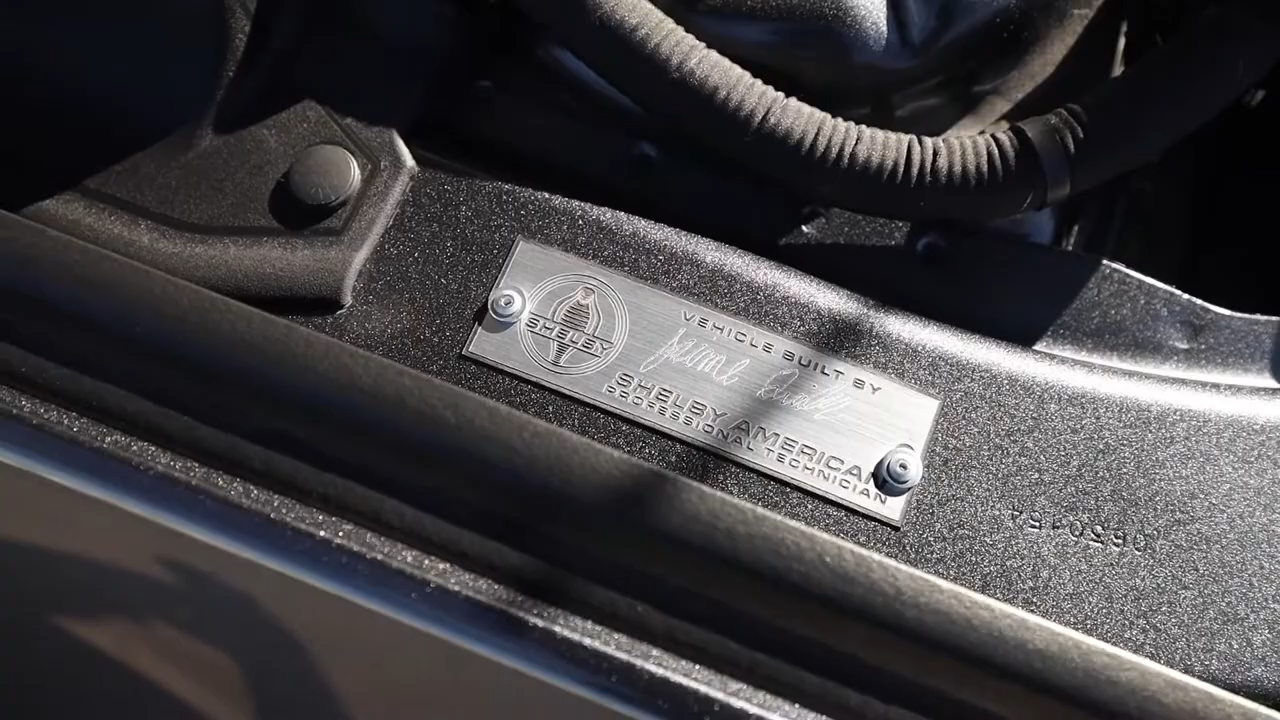 SHELBY
VEHICLE BUILT BY
SHELBY AMERICAN
PROFESSIONAL TECHNICIAN